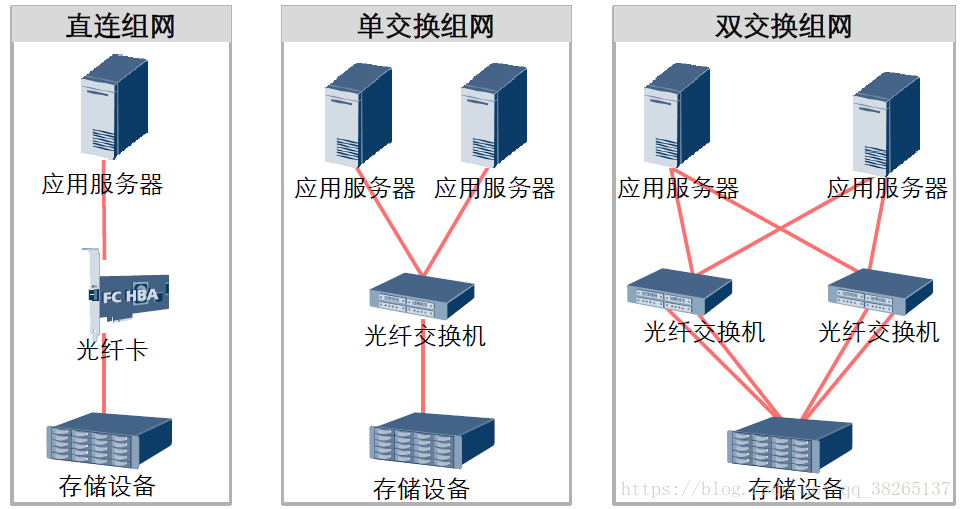 直连组网
应用服务器
FC HBA
光纤卡
存储设备
单交换组网
应用服务器
应用服务器
光纤交换机
存储设备
双交换组网
应用服务器
应用服务器
光纤交换机
光纤交换机
存储设备
https://blog. qq_38265137